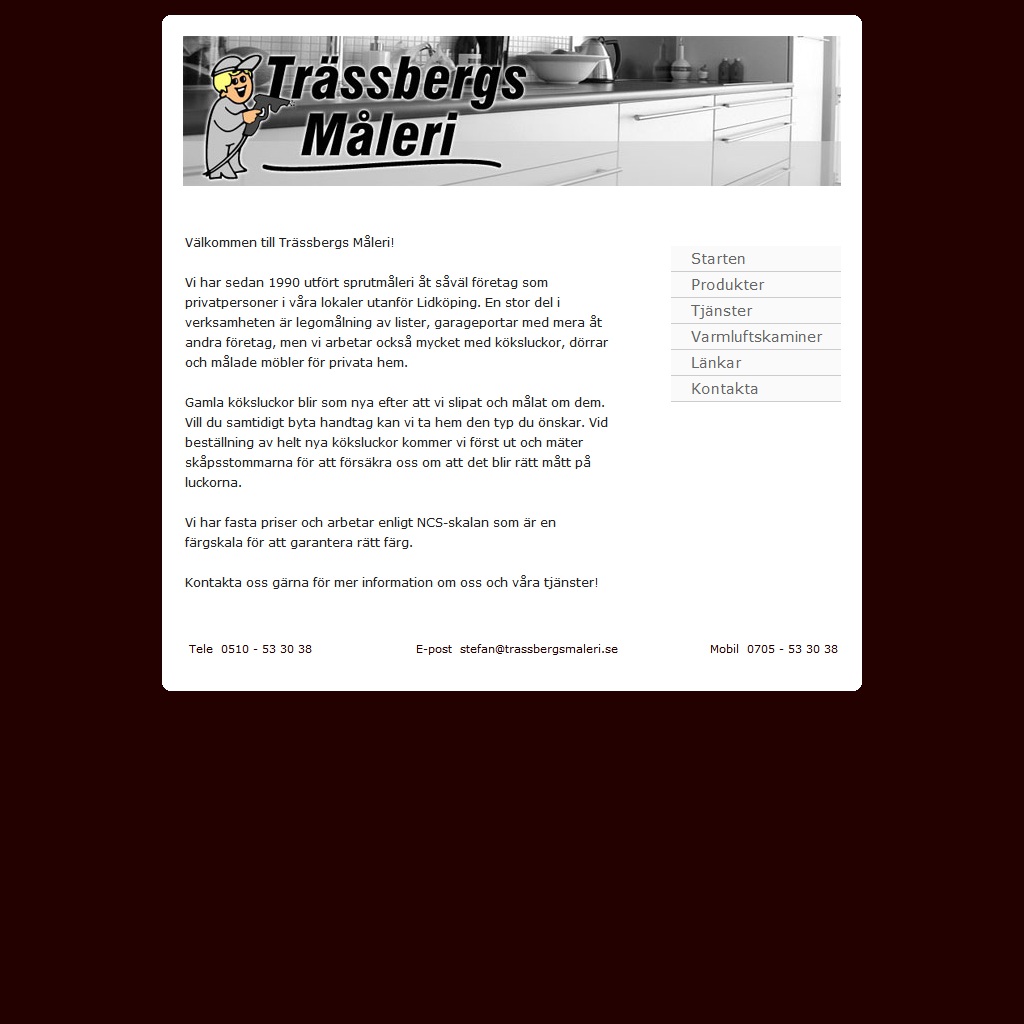 Trässbergs
Måleri
Välkommen till Trässbergs Måleri!
Vi har sedan 1990 utfört sprutmåleri åt såväl företag som
privatpersoner i våra lokaler utanför Lidköping. En stor del i
verksamheten är legomålning av lister, garageportar med mera åt
andra företag, men vi arbetar också mycket med köksluckor, dörrar
och målade möbler för privata hem.
Gamla köksluckor blir som nya efter att vi slipat och målat om dem.
Vill du samtidigt byta handtag kan vi ta hem den typ du önskar. Vid
beställning av helt nya köksluckor kommer vi först ut och mäter
skåpsstommarna för att försäkra oss om att det blir rätt mått på
luckorna.
Vi har fasta priser och arbetar enligt NCS-skalan som är en
färgskala för att garantera rätt färg.
Kontakta oss gärna för mer information om oss och våra tjänster!
Starten
Produkter
Tjänster
Varmluftskaminer
Länkar
Kontakta
Tele 0510 - 53 30 38
E-post stefan@trassbergsmaleri.se
Mobil 0705 - 53 30 38